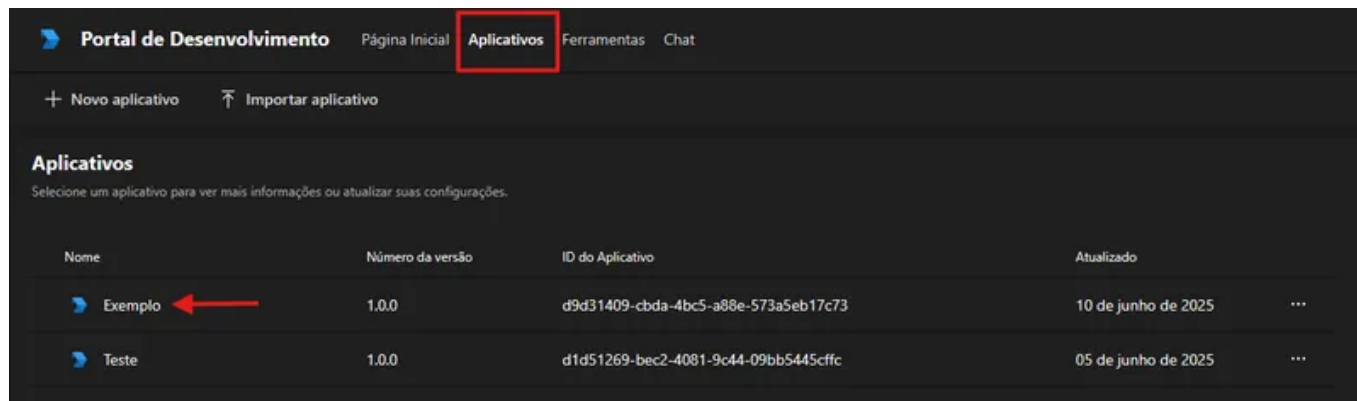 Portal de Desenvolvimento Página Inicial Aplicativos Ferramentas Chat
Novo aplicativo Importar aplicativo
Aplicativos
Selecione um aplicativo para ver mais informações ou atualizar suas configurações.
Nome Número da versão ID do Aplicativo Atualizado
Exemplo 1.0.0 d9d31409-cbda-4bc5-a88e-573a5eb17c73 10 de junho de 2025
Teste 1.0.0 d1d51269-bec2-4081-9c44-09bb5445cffc 05 de junho de 2025